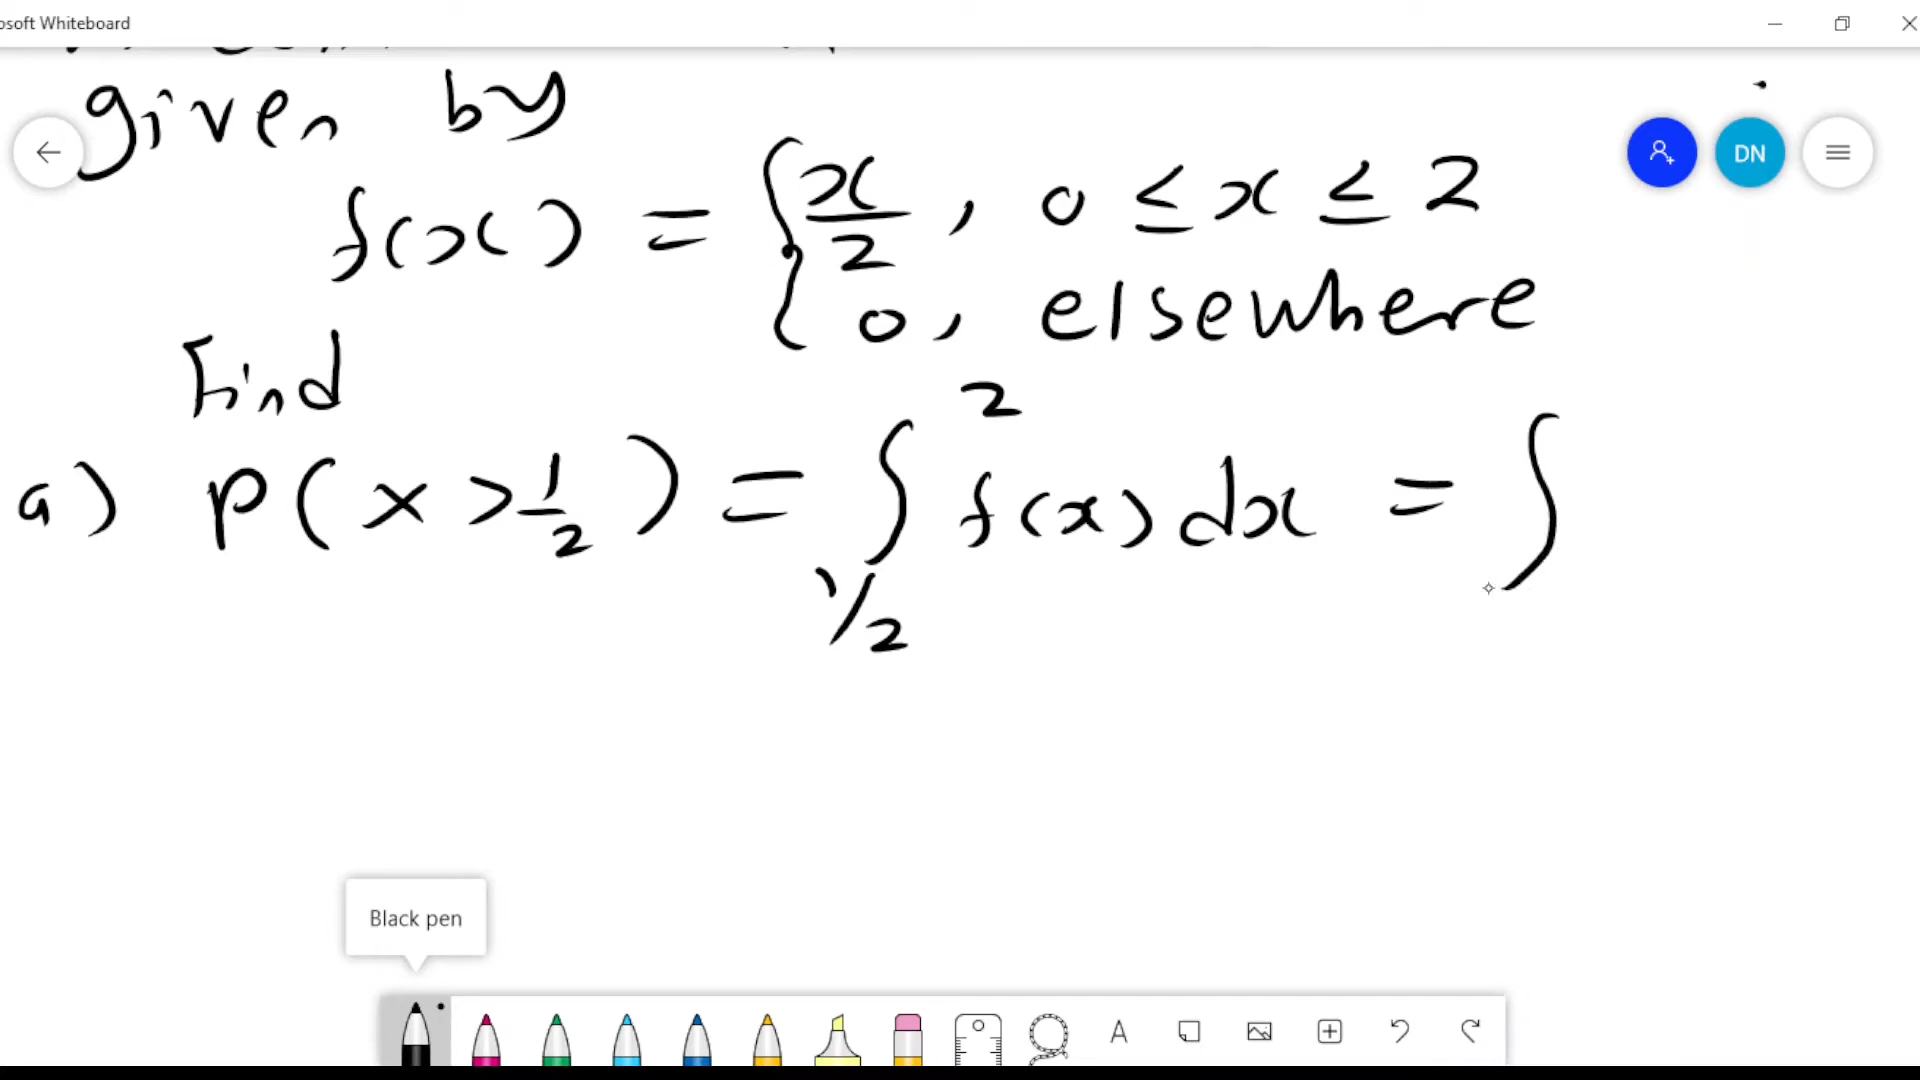 osoft Whiteboard
given by
DN
f(x) = { x/2 , 0 ≤ x ≤ 2
0 , elsewhere
Find
a) P(x > 1/2) = ∫_{1/2}^{2} f(x) dx = ∫
Black pen
A